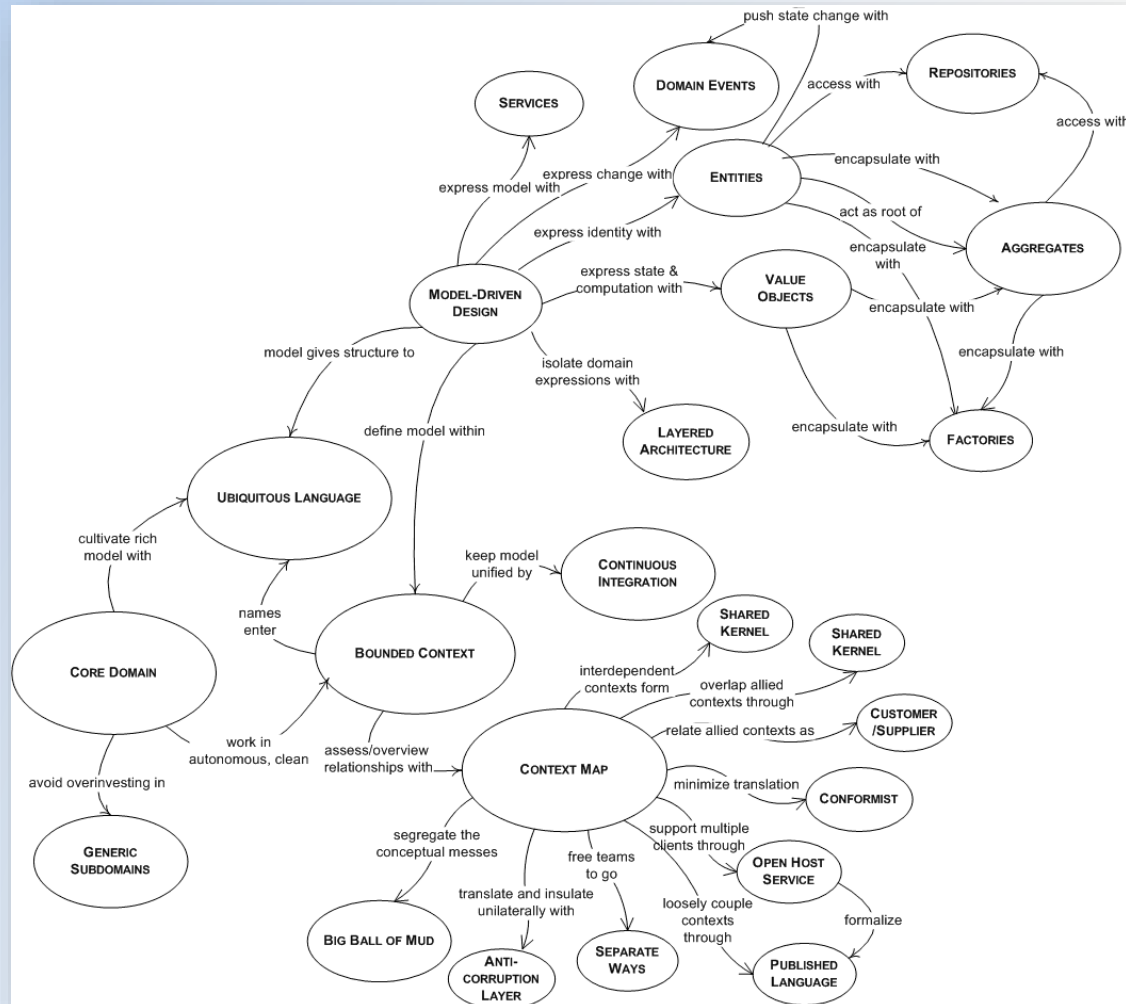 push state change with
DOMAIN EVENTS
REPOSITORIES
access with
SERVICES
access with
encapsulate with
express change with
ENTITIES
express model with
act as root of
express identity with
encapsulate
with
AGGREGATES
express state &
computation with
VALUE
OBJECTS
MODEL-DRIVEN
DESIGN
encapsulate with
model gives structure to
encapsulate with
isolate domain
expressions with
define model within
encapsulate with
LAYERED
ARCHITECTURE
FACTORIES
UBIQUITOUS LANGUAGE
cultivate rich
model with
keep model
unified by
CONTINUOUS
INTEGRATION
names
enter
SHARED
KERNEL
SHARED
KERNEL
BOUNDED CONTEXT
CORE DOMAIN
interdependent
contexts form
overlap allied
contexts through
CUSTOMER
/SUPPLIER
relate allied contexts as
work in
autonomous, clean
assess/overview
relationships with
CONTEXT MAP
avoid overinvesting in
minimize translation
CONFORMIST
segregate the
conceptual messes
support multiple
clients through
GENERIC
SUBDOMAINS
free teams
to go
OPEN HOST
SERVICE
translate and insulate
unilaterally with
loosely couple
contexts
through
formalize
BIG BALL OF MUD
SEPARATE
WAYS
ANTI-
CORRUPTION
LAYER
PUBLISHED
LANGUAGE